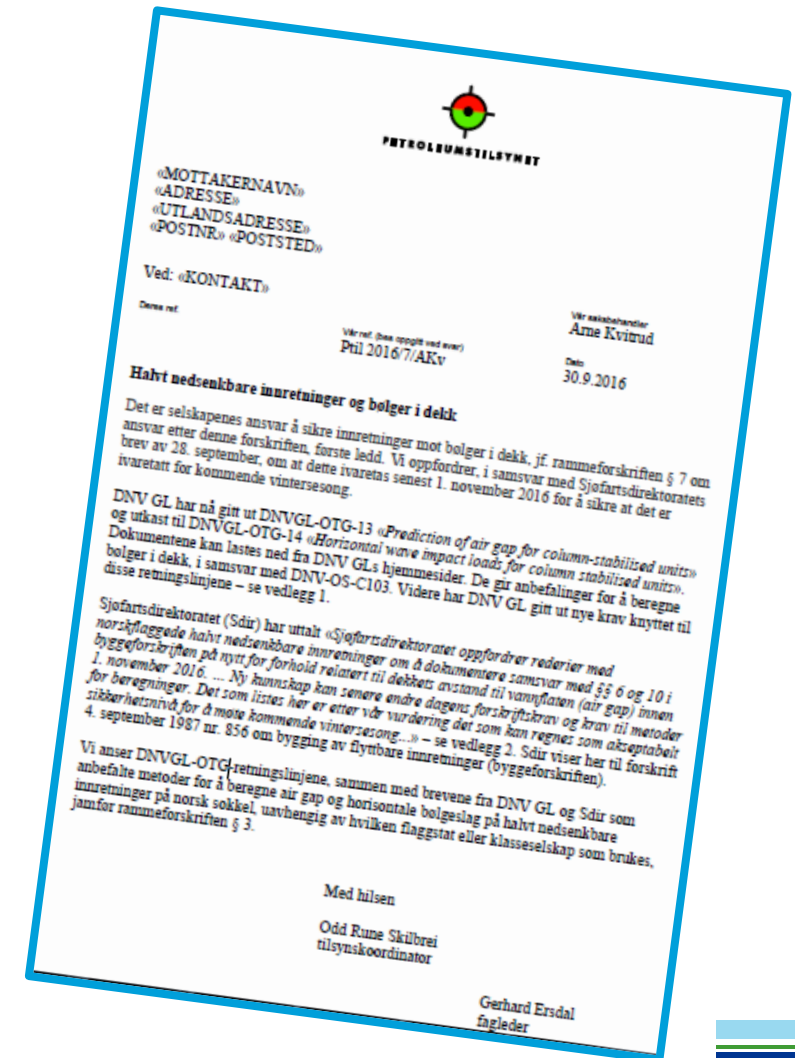 PETROLEUMSTILSYNET
«MOTTAKERNAVN»
«ADRESSE»
«UTLANDSADRESSE»
«POSTNR» «POSTSTED»
Ved: «KONTAKT»
Deres ref.
Vår ref. (bes oppgitt ved svar)
Ptil 2016/7/AKv
Vår saksbehandler
Arne Kvitrud
Dato
30.9.2016
Halvt nedsenkbare innretninger og bølger i dekk
Det er selskapenes ansvar å sikre innretninger mot bølger i dekk, jf. rammeforskriften § 7 om
ansvar etter denne forskriften, første ledd. Vi oppfordrer, i samsvar med Sjøfartsdirektoratets
brev av 28. september, om at dette ivaretas senest 1. november 2016 for å sikre at det er
ivaretatt for kommende vintersesong.
DNV GL har nå gitt ut DNVGL-OTG-13 «Prediction of air gap for column-stabilised units»
og utkast til DNVGL-OTG-14 «Horizontal wave impact loads for column stabilised units».
Dokumentene kan lastes ned fra DNV GLs hjemmesider. De gir anbefalinger for å beregne
bølger i dekk, i samsvar med DNV-OS-C103. Videre har DNV GL gitt ut nye krav knyttet til
disse retningslinjene – se vedlegg 1.
Sjøfartsdirektoratet (Sdir) har uttalt «Sjøfartsdirektoratet oppfordrer rederier med
norskflaggede halvt nedsenkbare innretninger om å dokumentere samsvar med §§ 6 og 10 i
byggeforskriften på nytt for forhold relatert til dekkets avstand til vannflaten (air gap) innen
1. november 2016. ... Ny kunnskap kan senere endre dagens forskriftskrav og krav til metoder
for beregninger. Det som listes her er etter vår vurdering det som kan regnes som akseptabelt
sikkerhetsnivå for å møte kommende vintersesong...» – se vedlegg 2. Sdir viser her til forskrift
4. september 1987 nr. 856 om bygging av flyttbare innretninger (byggeforskriften).
Vi anser DNVGL-OTG-retningslinjene, sammen med brevene fra DNV GL og Sdir som
anbefalte metoder for å beregne air gap og horisontale bølgeslag på halvt nedsenkbare
innretninger på norsk sokkel, uavhengig av hvilken flaggstat eller klasseselskap som brukes,
jamfør rammeforskriften § 3.
Med hilsen
Odd Rune Skilbrei
tilsynskoordinator
Gerhard Ersdal
fagleder